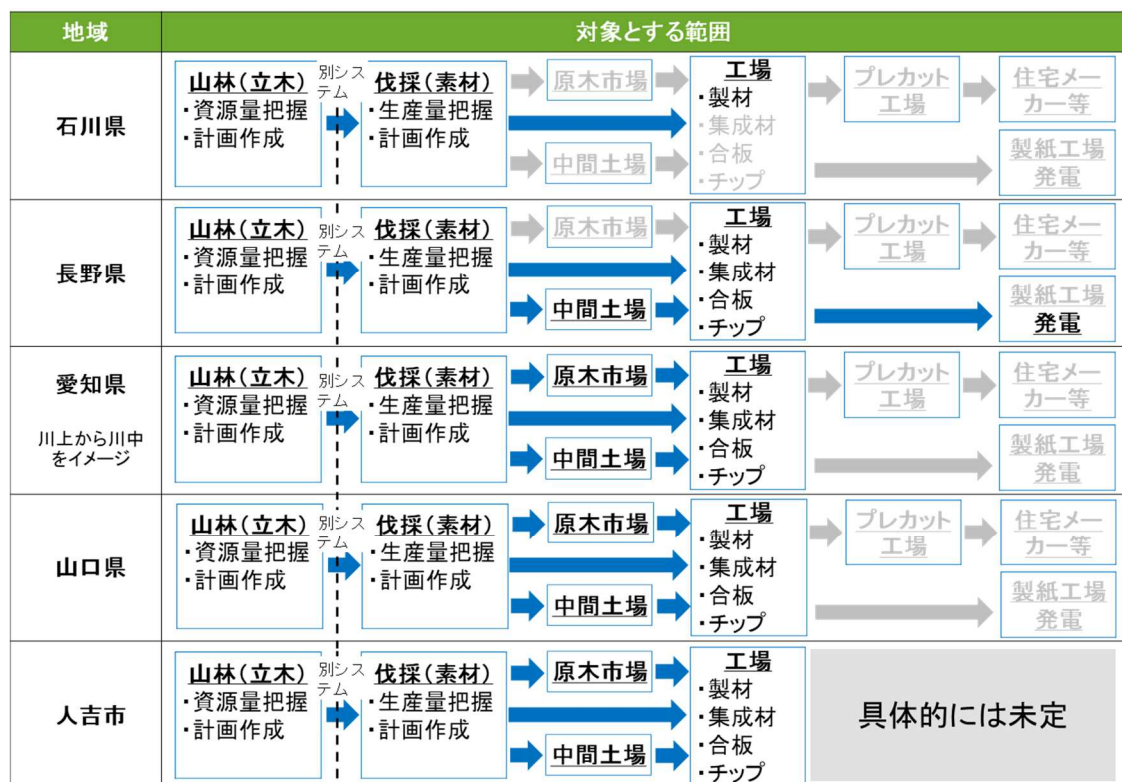 地域
対象とする範囲
石川県
山林(立木)
・資源量把握
・計画作成
別シス
テム
伐採(素材)
・生産量把握
・計画作成
原木市場
中間土場
工場
・製材
・集成材
・合板
・チップ
プレカット
工場
住宅メー
カー等
製紙工場
発電
長野県
山林(立木)
・資源量把握
・計画作成
別シス
テム
伐採(素材)
・生産量把握
・計画作成
原木市場
中間土場
工場
・製材
・集成材
・合板
・チップ
プレカット
工場
住宅メー
カー等
製紙工場
発電
愛知県
川上から川中
をイメージ
山林(立木)
・資源量把握
・計画作成
別シス
テム
伐採(素材)
・生産量把握
・計画作成
原木市場
中間土場
工場
・製材
・集成材
・合板
・チップ
プレカット
工場
住宅メー
カー等
製紙工場
発電
山口県
山林(立木)
・資源量把握
・計画作成
別シス
テム
伐採(素材)
・生産量把握
・計画作成
原木市場
中間土場
工場
・製材
・集成材
・合板
・チップ
プレカット
工場
住宅メー
カー等
製紙工場
発電
人吉市
山林(立木)
・資源量把握
・計画作成
別シス
テム
伐採(素材)
・生産量把握
・計画作成
原木市場
中間土場
工場
・製材
・集成材
・合板
・チップ
具体的には未定